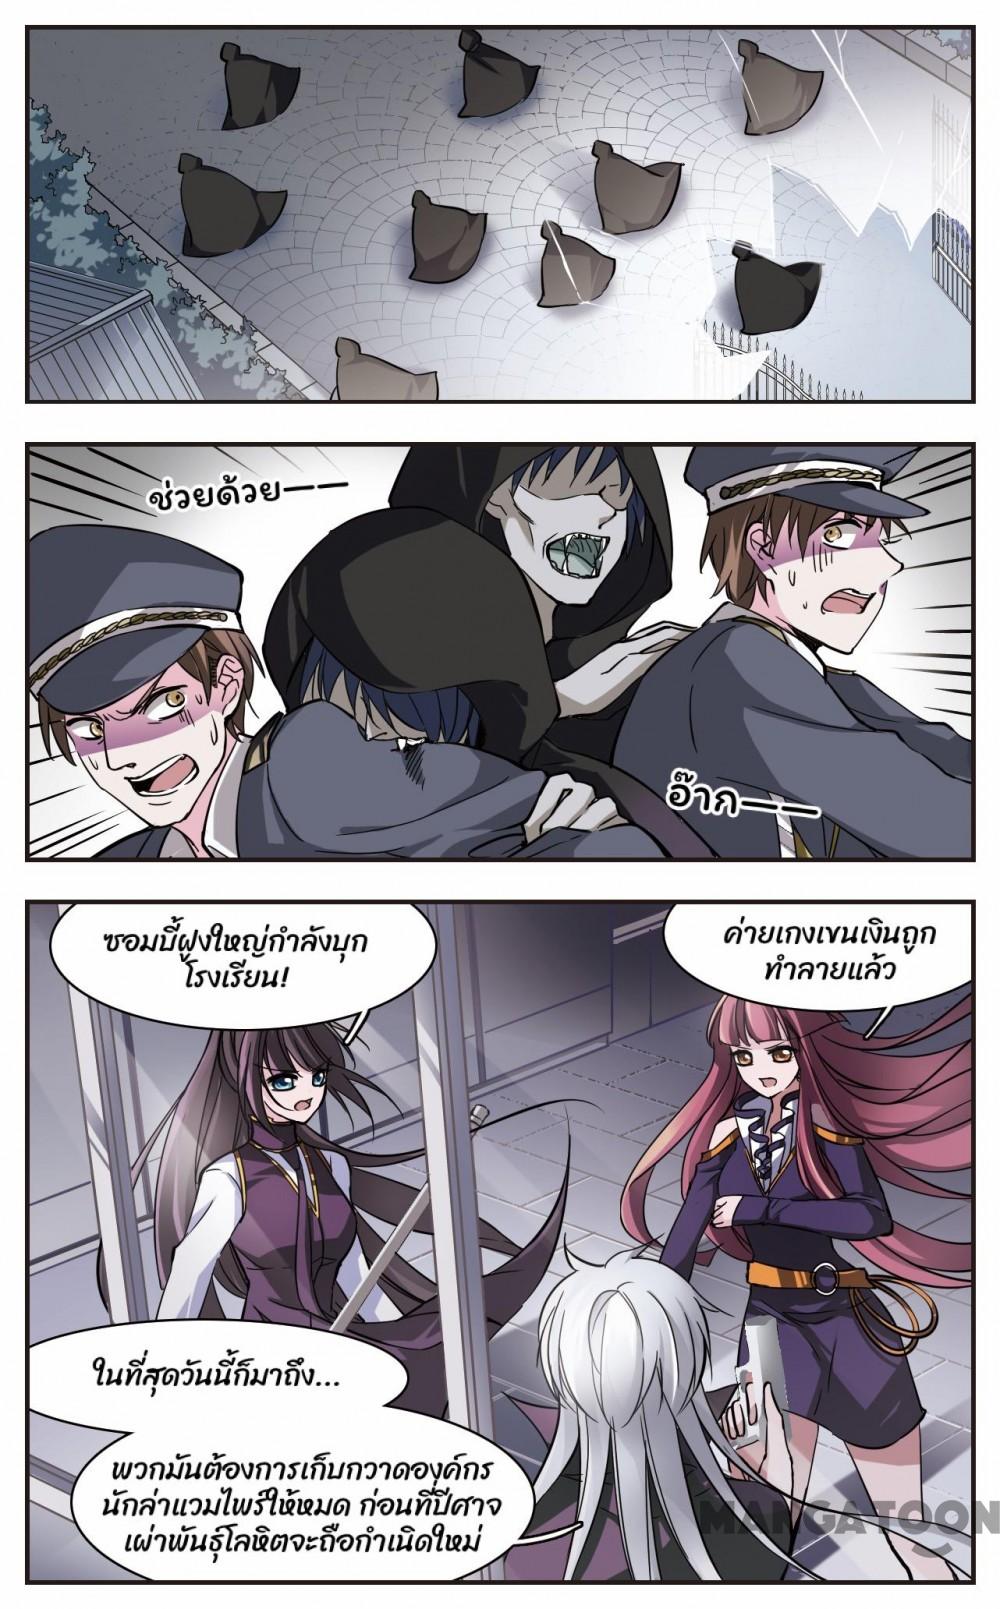 ช่วยด้วย——
อ๊าก——
ซอมบี้ฝูงใหญ่กำลังบุก
โรงเรียน!
ค่ายเกงเขนเงินถูก
ทำลายแล้ว
ในที่สุดวันนี้ก็มาถึง...
พวกมันต้องการเก็บกวาดองค์กร
นักล่าแวมไพร์ให้หมด ก่อนที่ปีศาจ
เผ่าพันธุ์โลหิตจะถือกำเนิดใหม่
MANGATOON